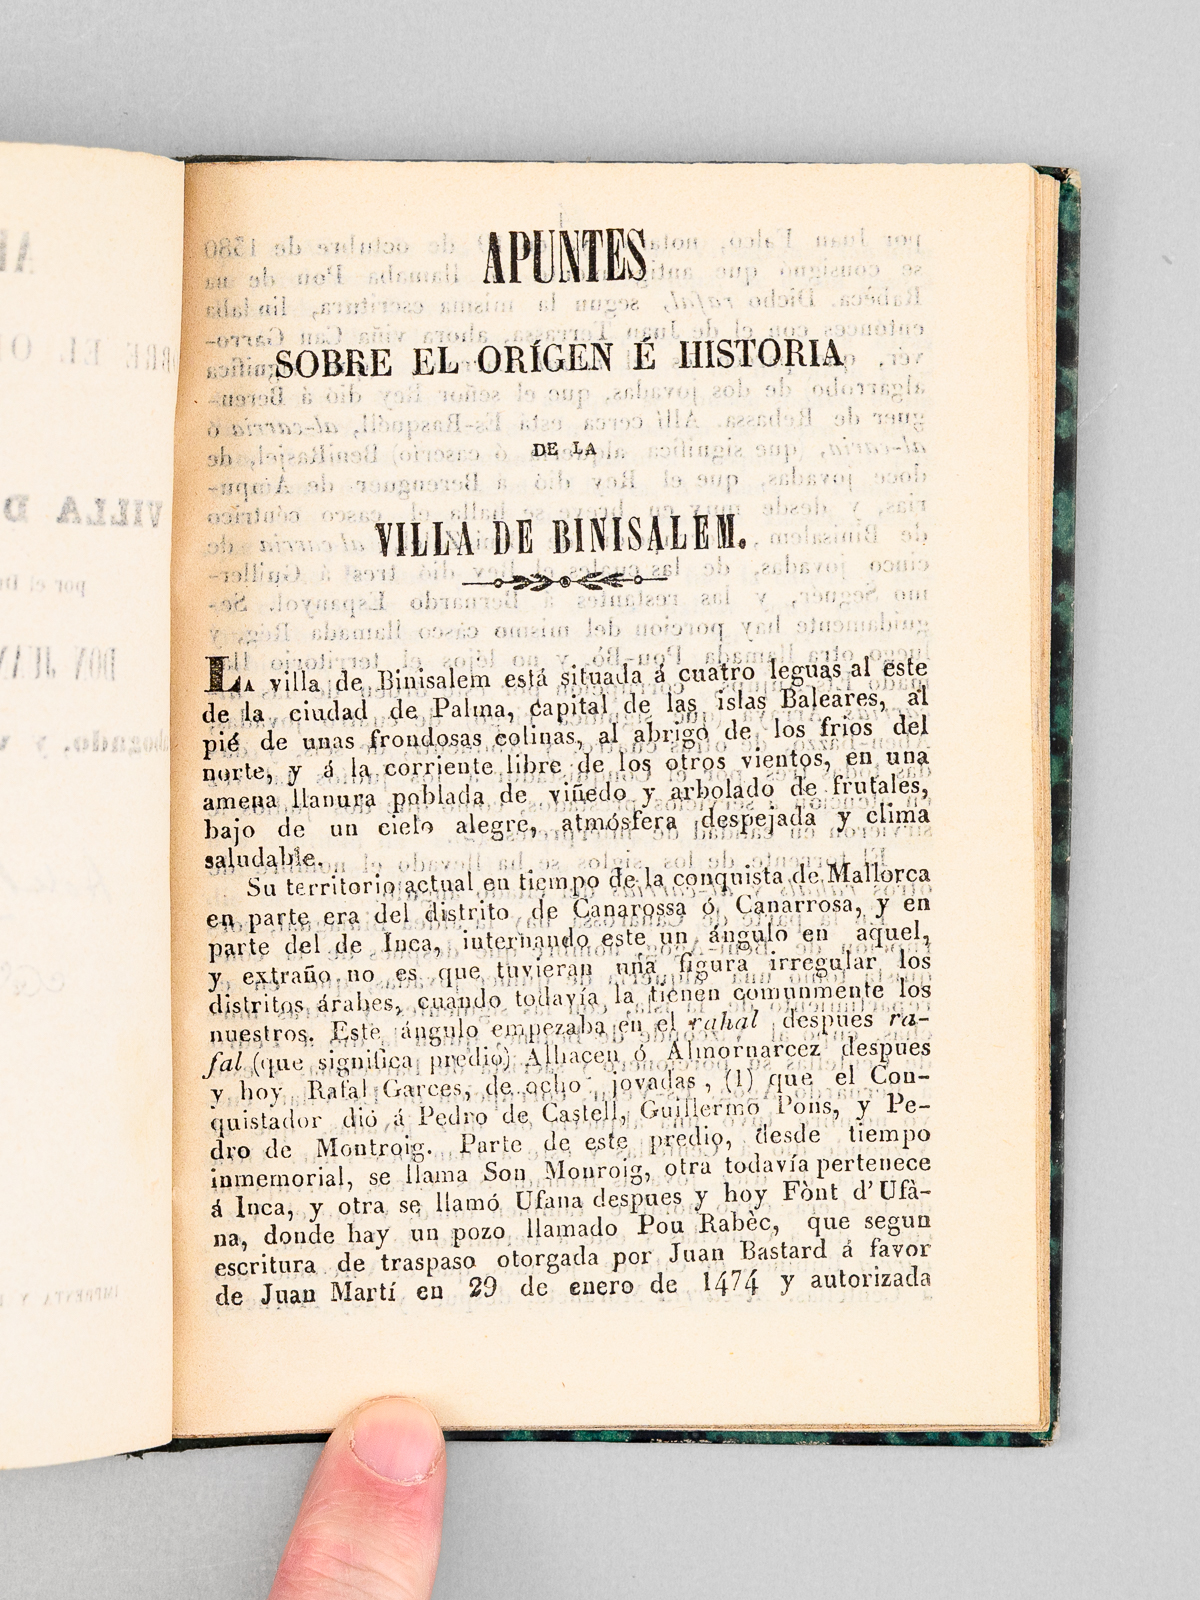 APUNTES
SOBRE EL ORÍGEN É HISTORIA
DE LA
VILLA DE BINISALEM.
LA villa de Binisalem está situada á cuatro leguas al este
de la ciudad de Palma, capital de las islas Baleares, al
pié de unas frondosas colinas, al abrigo de los frios del
norte, y á la corriente libre de los otros vientos, en una
amena llanura poblada de viñedo y arbolado de frutales,
bajo de un cielo alegre, atmósfera despejada y clima
saludable.
Su territorio actual en tiempo de la conquista de Mallorca
en parte era del distrito de Canarossa ó Canarrosa, y en
parte del de Inca, internando este un ángulo en aquel,
y extraño no es que tuvieran una figura irregular los
distritos árabes, cuando todavía la tienen comunmente los
nuestros. Este ángulo empezaba en el rahal despues ra-
fal (que significa predio) Alhacen ó Almornarcez despues
y hoy Rafal Garces, de ocho jovadas, (1) que el Con-
quistador dió á Pedro de Castell, Guillermo Pons, y Pe-
dro de Montroig. Parte de este predio, desde tiempo
inmemorial, se llama Son Monroig, otra todavía pertenece
á Inca, y otra se llamó Ufana despues y hoy Fònt d'Ufà-
na, donde hay un pozo llamado Pou Rabèc, que segun
escritura de traspaso otorgada por Juan Bastard á favor
de Juan Martí en 29 de enero de 1474 y autorizada